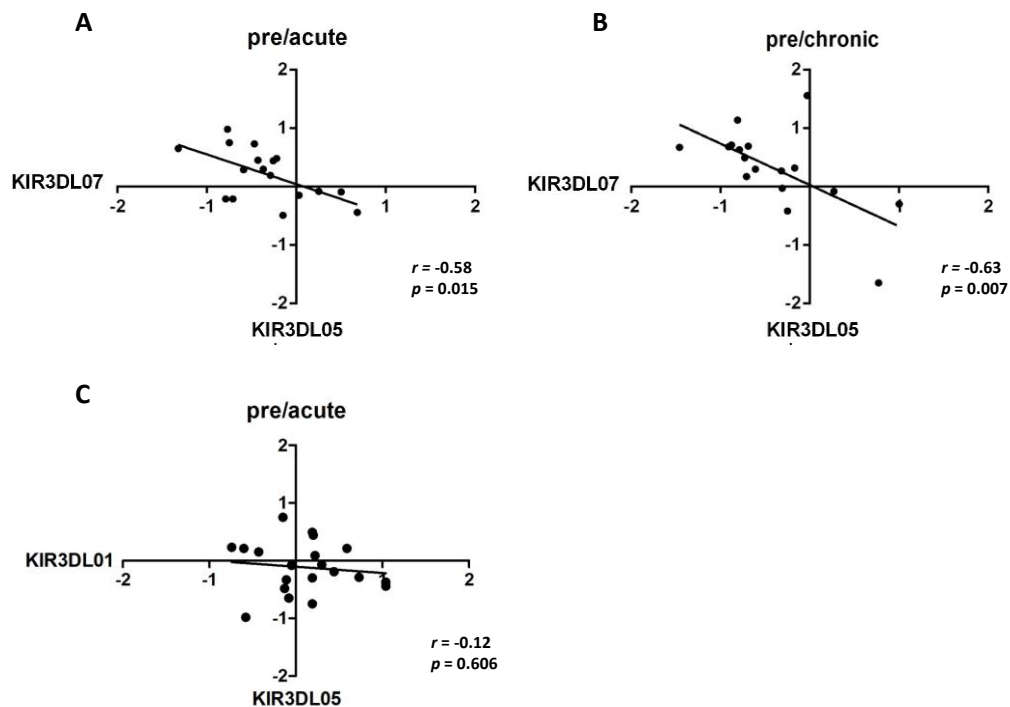 A
pre/acute
2
1
KIR3DL07
-2
-1
1
2
-1
-2
r = -0.58
p = 0.015
KIR3DL05
B
pre/chronic
2
1
KIR3DL07
-2
-1
1
2
-1
-2
r = -0.63
p = 0.007
KIR3DL05
C
pre/acute
2
1
KIR3DL01
-2
-1
1
2
-1
-2
r = -0.12
p = 0.606
KIR3DL05